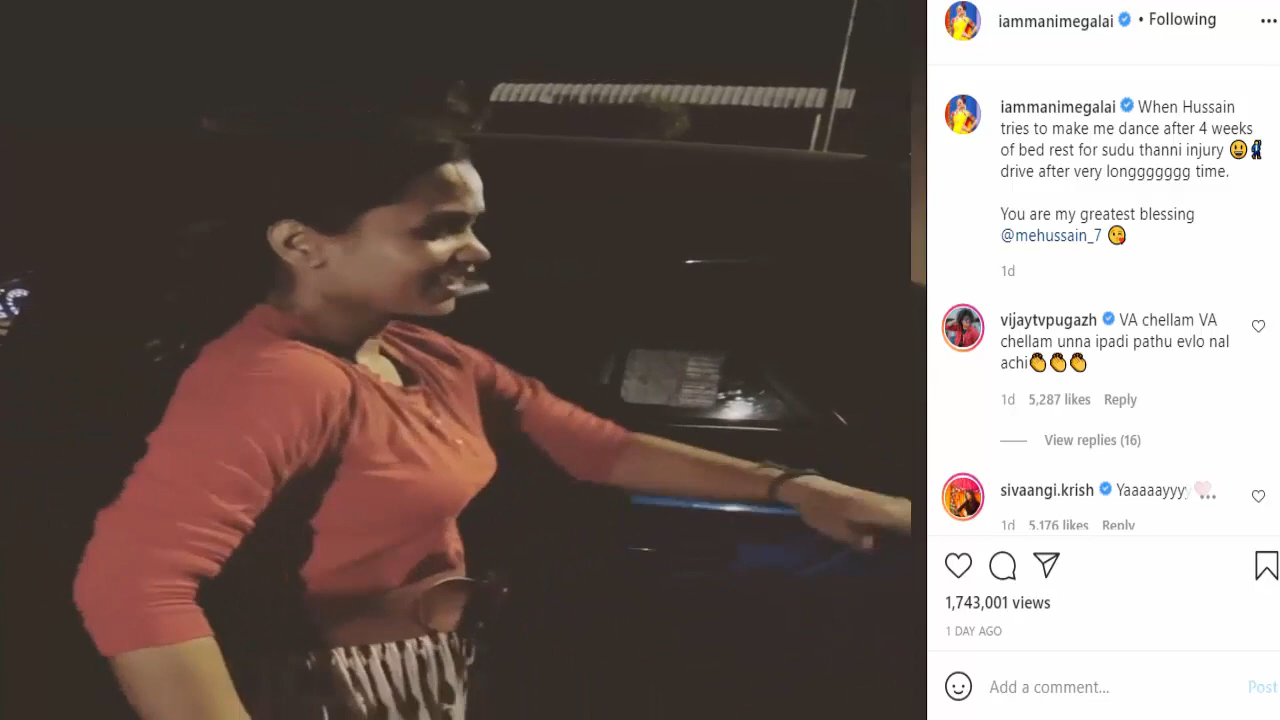 iammanimegalai • Following
iammanimegalai When Hussain
tries to make me dance after 4 weeks
of bed rest for sudu thanni injury 😃
drive after very longggggg time.
You are my greatest blessing
@mehussain_7 😘
1d
vijaytvpugazh VA chellam VA
chellam unna ipadi pathu evlo nal
achi👏👏👏
1d 5,287 likes Reply
View replies (16)
sivaangi.krish Yaaaaayyyy
1d 5,176 likes Reply
1,743,001 views
1 DAY AGO
Add a comment... Post